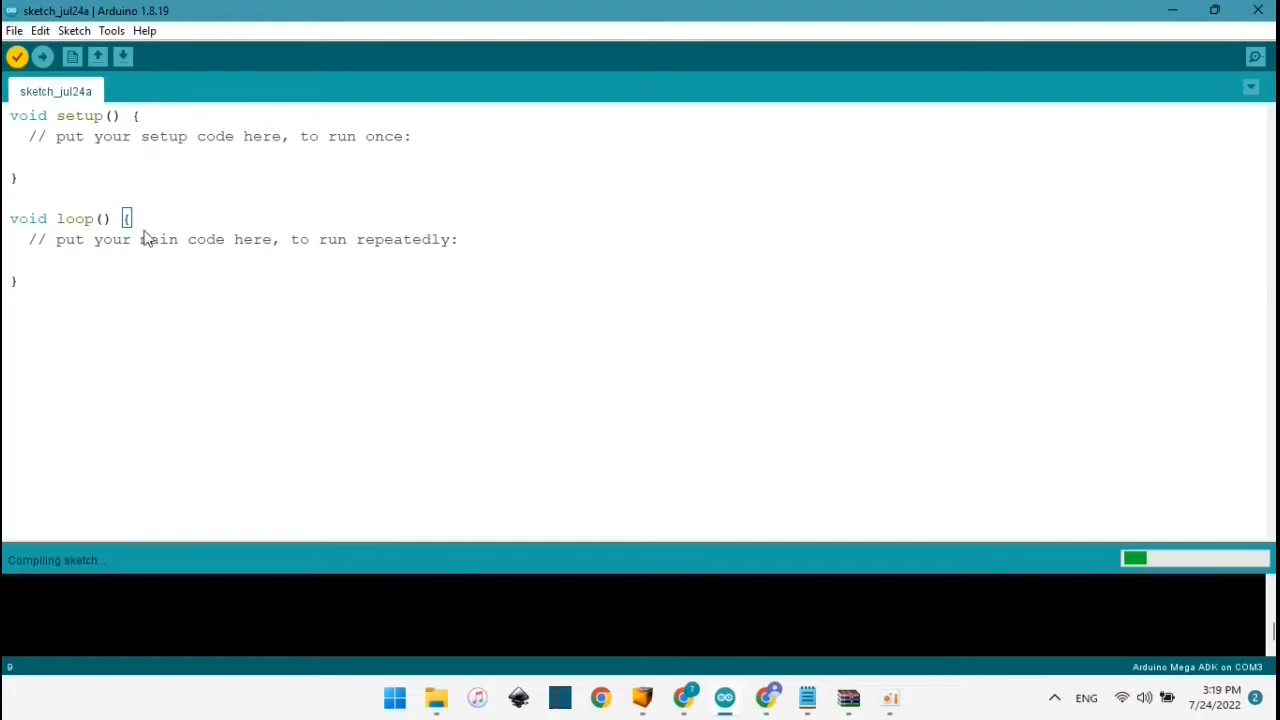 sketch_jul24a | Arduino 1.8.19
File Edit Sketch Tools Help
sketch_jul24a
void setup() {
// put your setup code here, to run once:
}
void loop() {
// put your main code here, to run repeatedly:
}
Compiling sketch...
9 Arduino Mega ADK on COM3
T
ENG
3:19 PM
7/24/2022
2